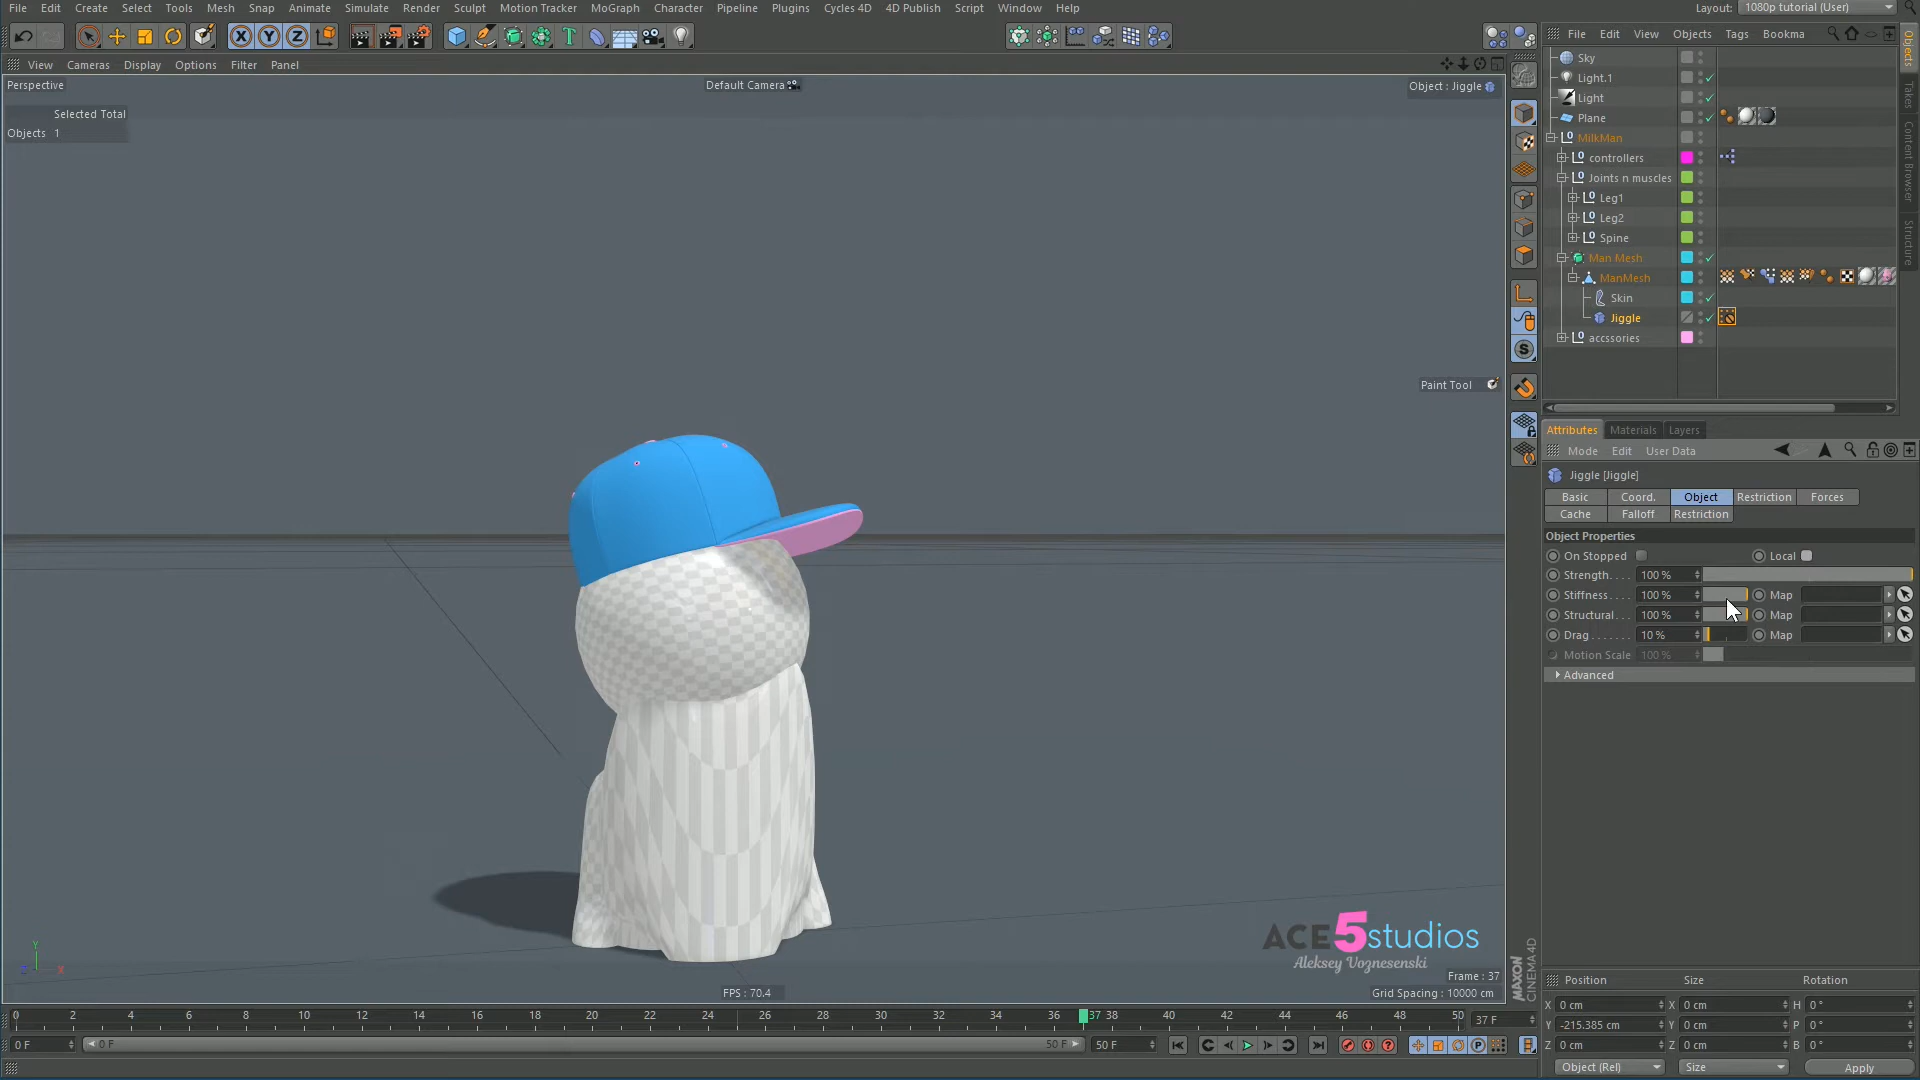 File Edit Create Select Tools Mesh Snap Animate Simulate Render Sculpt Motion Tracker MoGraph Character Pipeline Plugins Cycles 4D 4D Publish Script Window Help Layout: 1080p tutorial (User)
File Edit View Objects Tags Bookma
View Cameras Display Options Filter Panel
Perspective Default Camera Object : Jiggle
Selected Total
Objects 1
Paint Tool
Sky
Light.1
Light
Plane
MilkMan
controllers
Joints n muscles
Leg1
Leg2
Spine
Man Mesh
ManMesh
Skin
Jiggle
accssories
Objects
Takes
Content Browser
Structure
Attributes Materials Layers
Mode Edit User Data
Jiggle [Jiggle]
Basic Coord. Object Restriction Forces
Cache Falloff Restriction
Object Properties
On Stopped Local
Strength. . . . 100 %
Stiffness. . . . 100 % Map
Structural. . . 100 % Map
Drag . . . . . . . 10 % Map
Motion Scale 100 %
Advanced
ACE5studios
Aleksey Voznesenski
Frame : 37
FPS : 70.4
Grid Spacing : 10000 cm
MAXON
CINEMA 4D
0 2 4 6 8 10 12 14 16 18 20 22 24 26 28 30 32 34 36 37 38 40 42 44 46 48 50 37 F
0 F 0 F 50 F 50 F
Position Size Rotation
X 0 cm X 0 cm H 0 °
Y -215.385 cm Y 0 cm P 0 °
Z 0 cm Z 0 cm B 0 °
Object (Rel) Size Apply